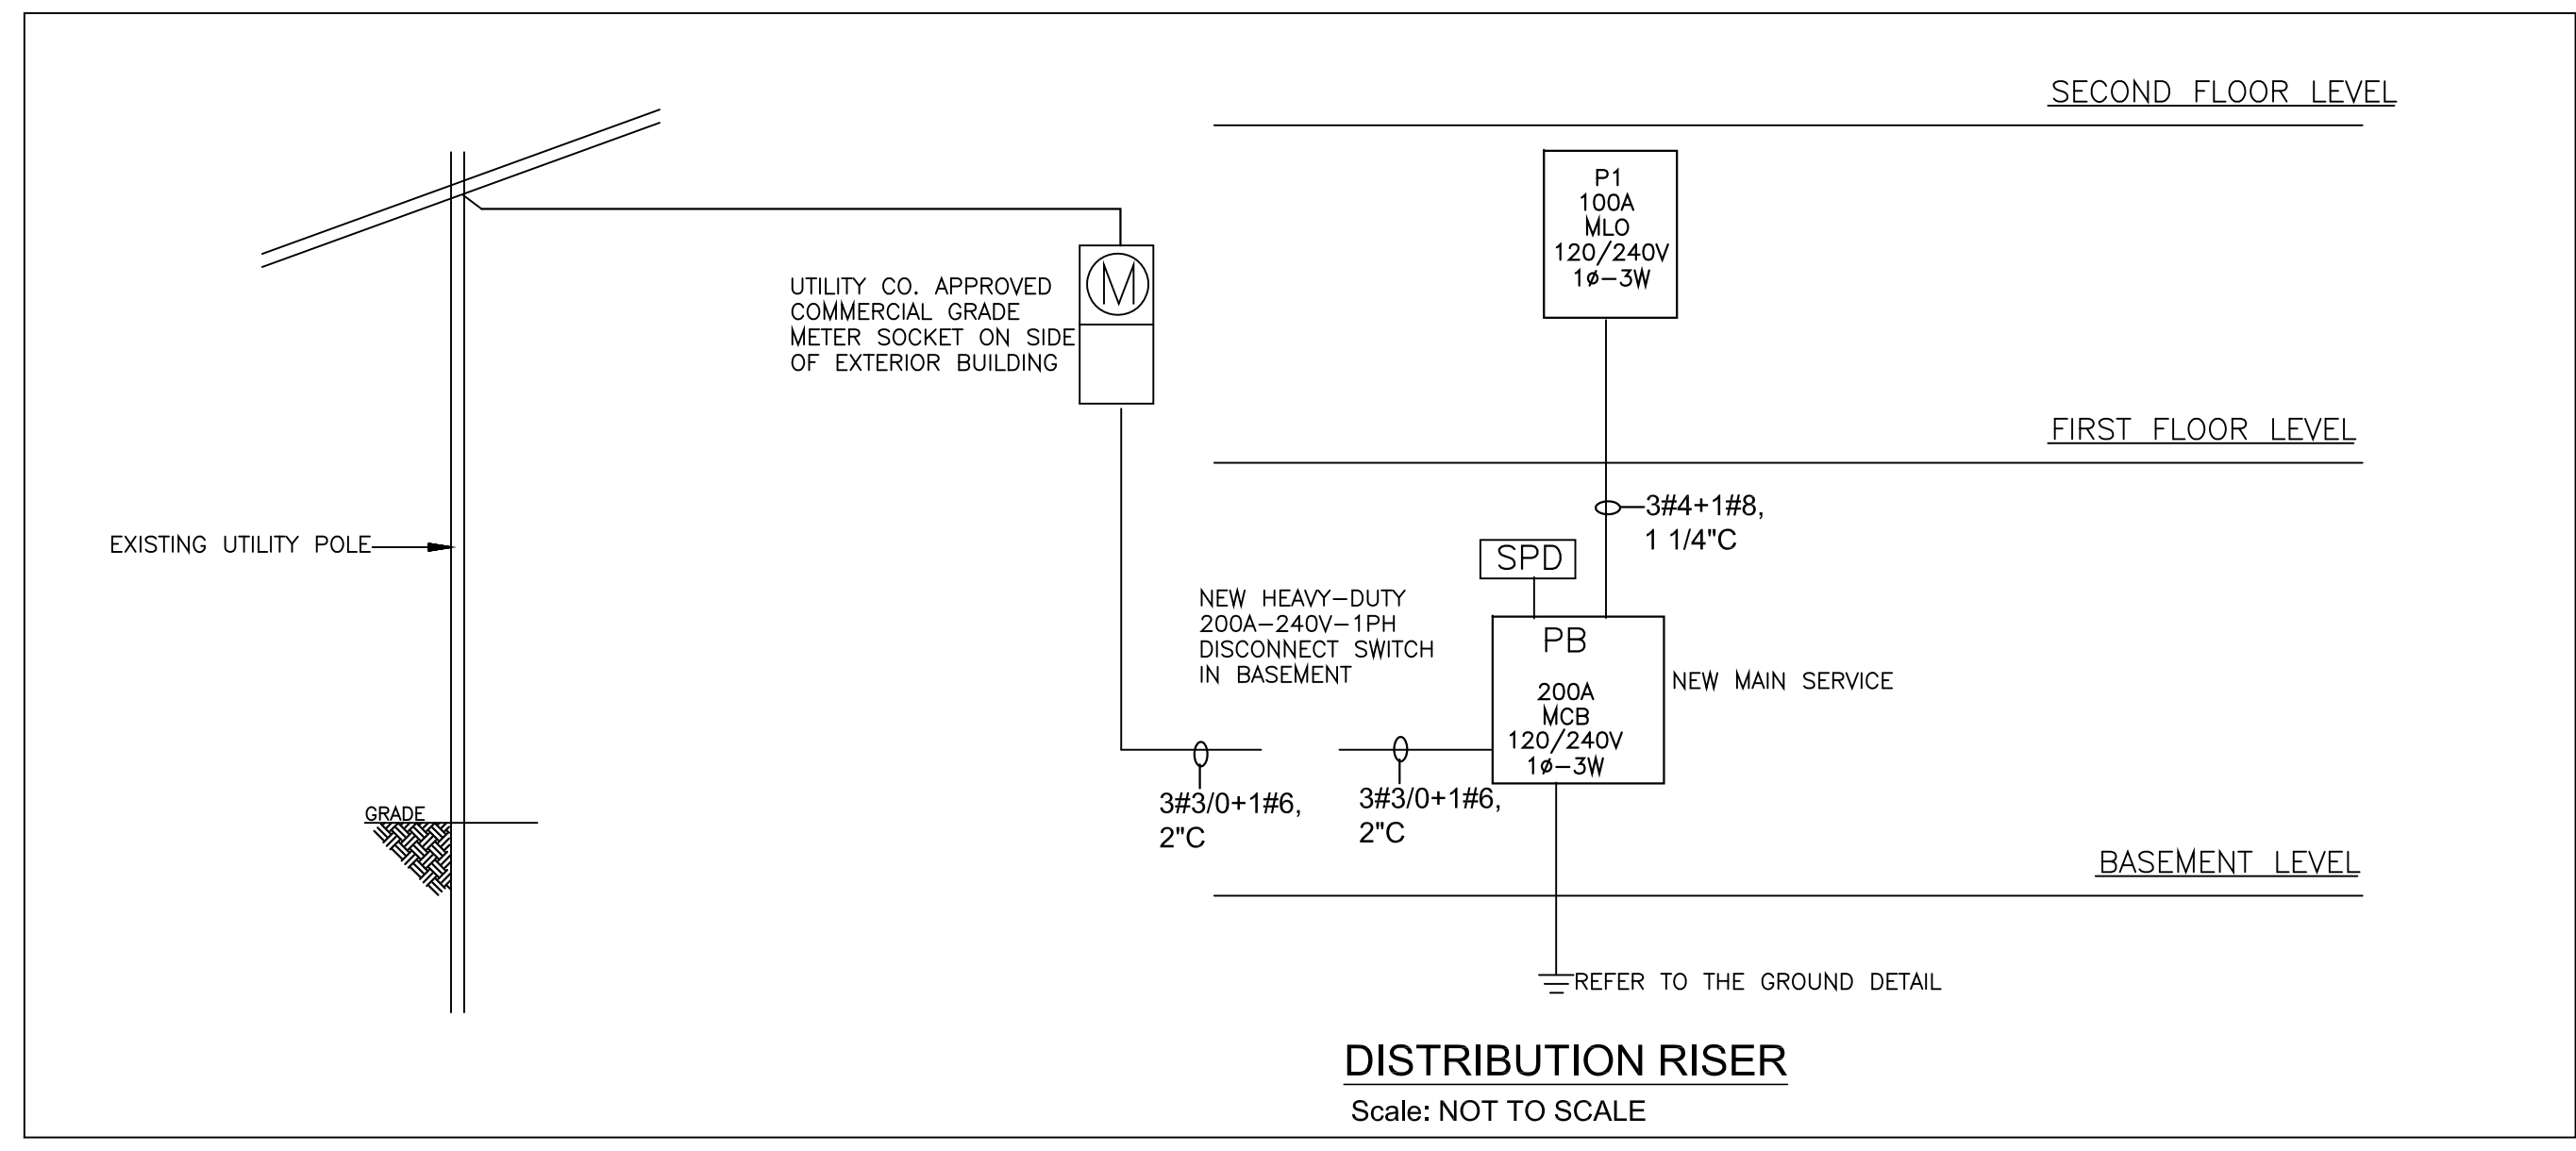 SECOND FLOOR LEVEL
P1
100A
MLO
120/240V
1ø-3W
UTILITY CO. APPROVED
COMMERCIAL GRADE
METER SOCKET ON SIDE
OF EXTERIOR BUILDING
M
FIRST FLOOR LEVEL
3#4+1#8,
1 1/4"C
EXISTING UTILITY POLE
SPD
NEW HEAVY-DUTY
200A-240V-1PH
DISCONNECT SWITCH
IN BASEMENT
PB
200A
MCB
120/240V
1ø-3W
NEW MAIN SERVICE
3#3/0+1#6,
2"C
3#3/0+1#6,
2"C
GRADE
BASEMENT LEVEL
REFER TO THE GROUND DETAIL
DISTRIBUTION RISER
Scale: NOT TO SCALE